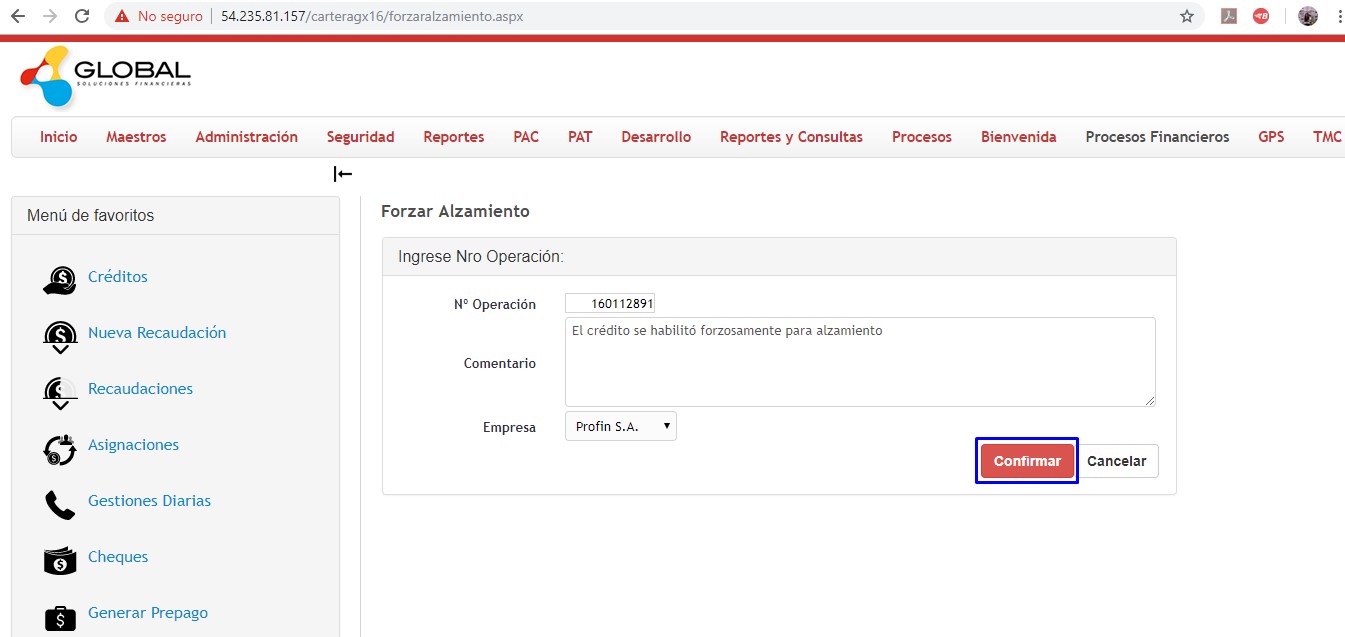 No seguro | 54.235.81.157/carteragx16/forzaralzamiento.aspx
GLOBAL
SOLUCIONES FINANCIERAS
Inicio Maestros Administración Seguridad Reportes PAC PAT Desarrollo Reportes y Consultas Procesos Bienvenida Procesos Financieros GPS TMC
Menú de favoritos
Créditos
Nueva Recaudación
Recaudaciones
Asignaciones
Gestiones Diarias
Cheques
Generar Prepago
Forzar Alzamiento
Ingrese Nro Operación:
Nº Operación 160112891
Comentario El crédito se habilitó forzosamente para alzamiento
Empresa Profin S.A.
Confirmar Cancelar